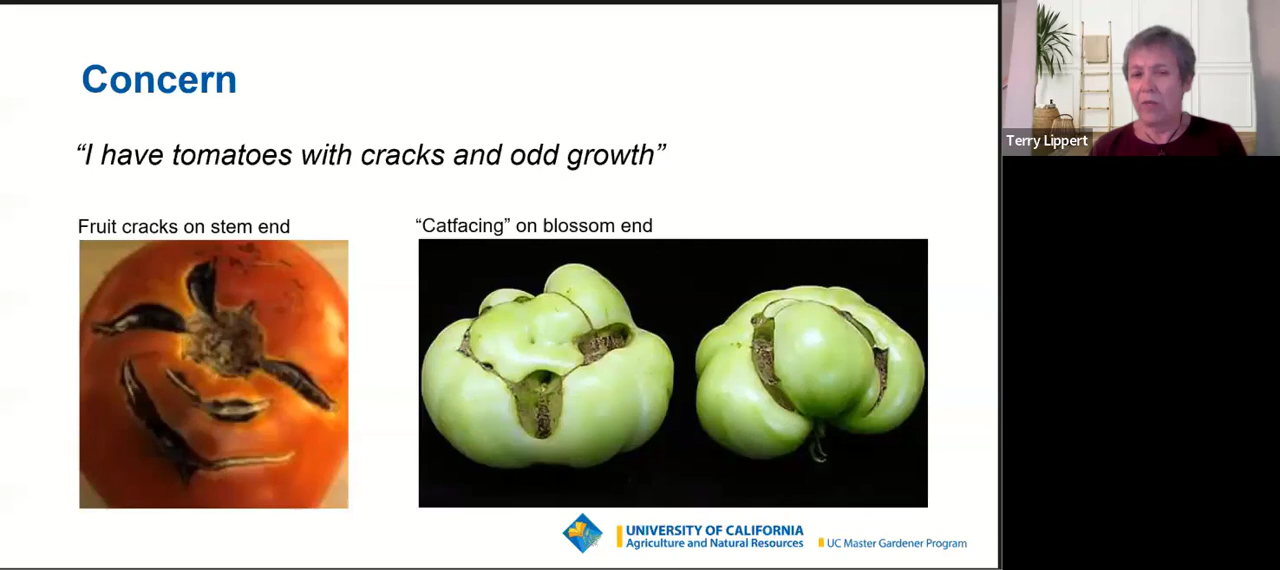 Concern
“I have tomatoes with cracks and odd growth”
Fruit cracks on stem end
“Catfacing” on blossom end
UNIVERSITY OF CALIFORNIA
Agriculture and Natural Resources
UC Master Gardener Program
Terry Lippert